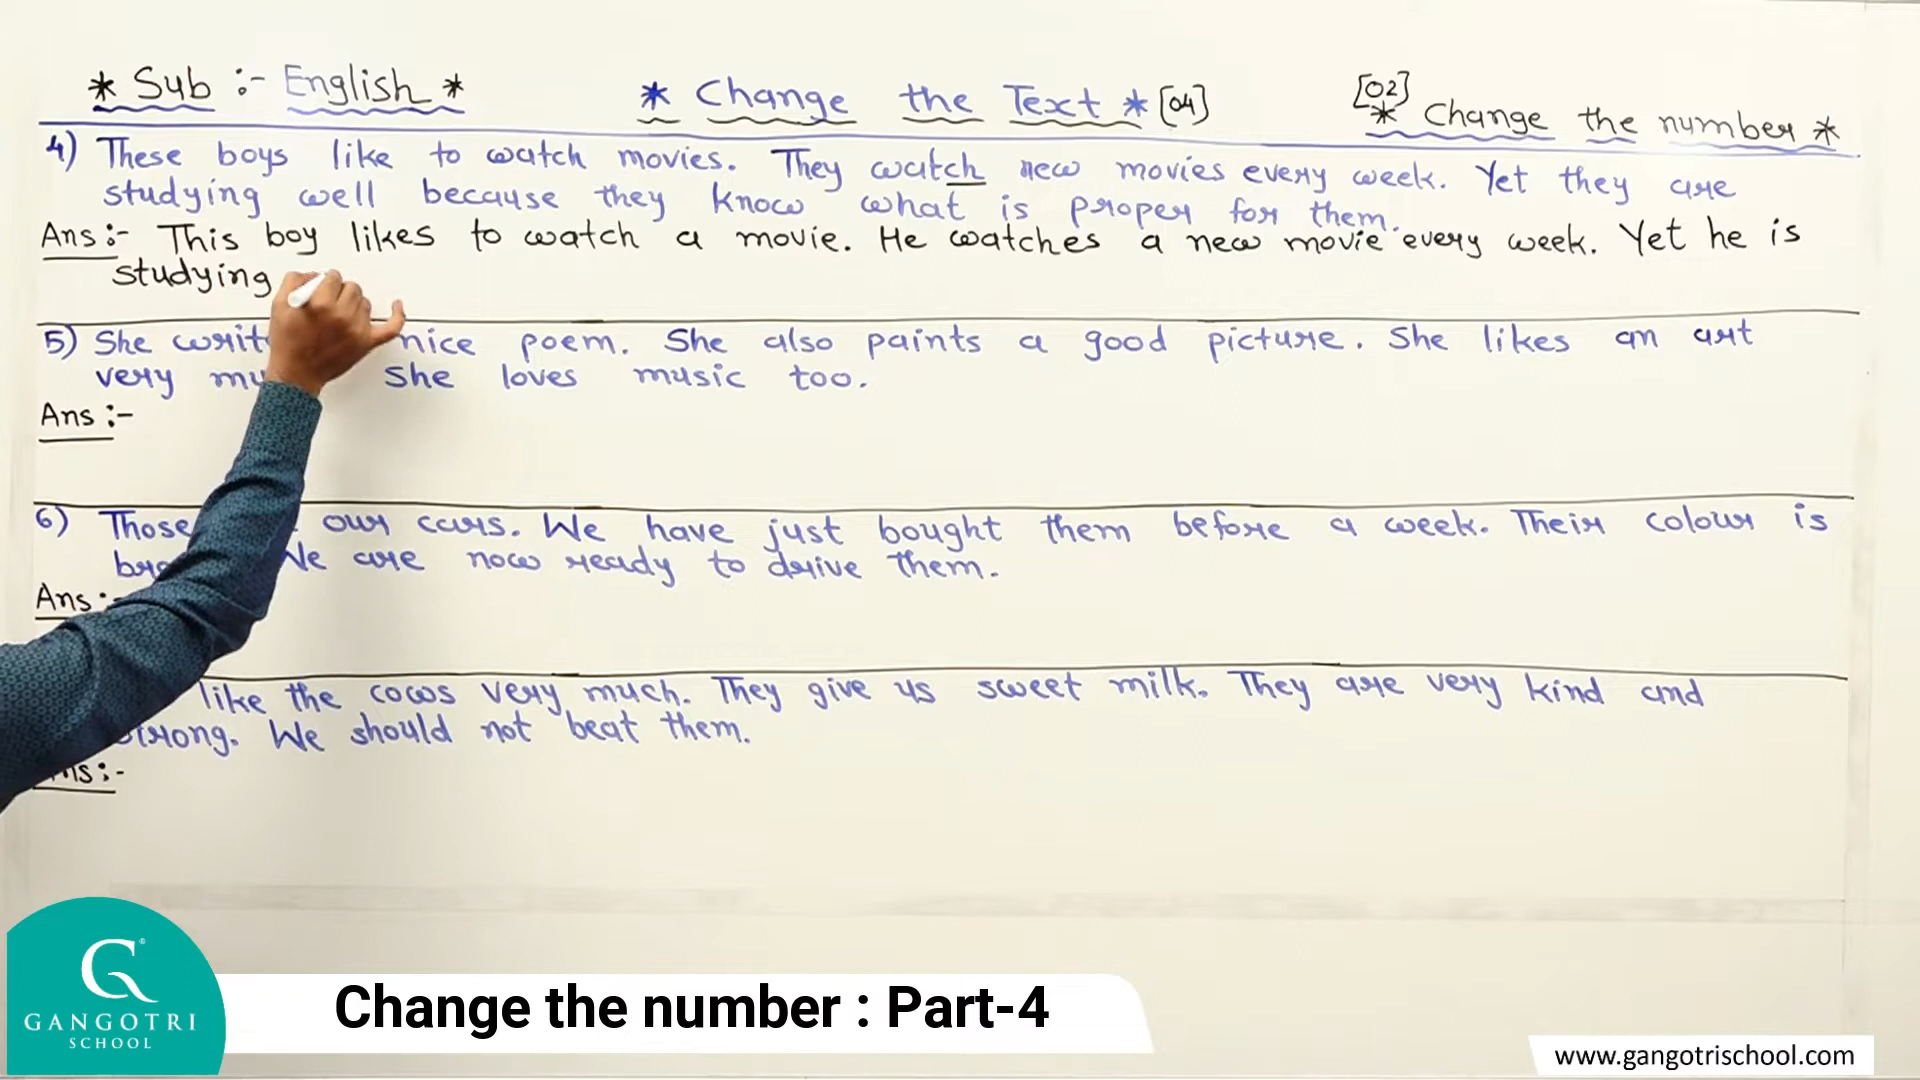 * Sub :- English *
* Change the Text * [04]
[02]
* Change the number *
4) These boys like to watch movies. They watch new movies every week. Yet they are
studying well because they know what is proper for them.
Ans :- This boy likes to watch a movie. He watches a new movie every week. Yet he is
studying
5) She nice poem. She also paints a good picture. She likes an art
very She loves music too.
Ans :-
6) Those our cars. We have just bought them before a week. Their colour is
We are now ready to drive them.
Ans :-
like the cows very much. They give us sweet milk. They are very kind and
strong. We should not beat them.
Ans :-
GANGOTRI
SCHOOL
Change the number : Part-4
www.gangotrischool.com